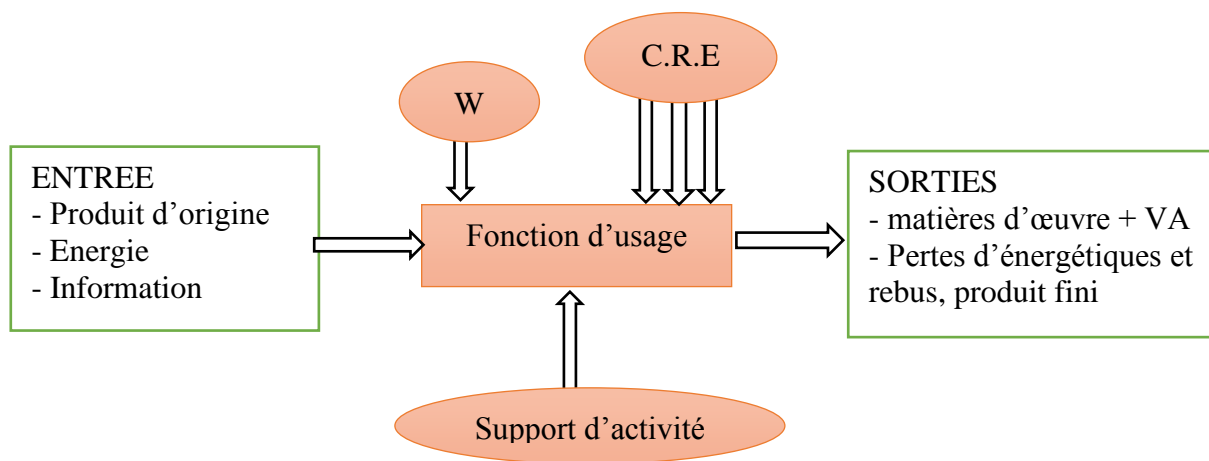 C.R.E
W
ENTREE
- Produit d’origine
- Energie
- Information
Fonction d’usage
SORTIES
- matières d’œuvre + VA
- Pertes d’énergétiques et
rebus, produit fini
Support d’activité